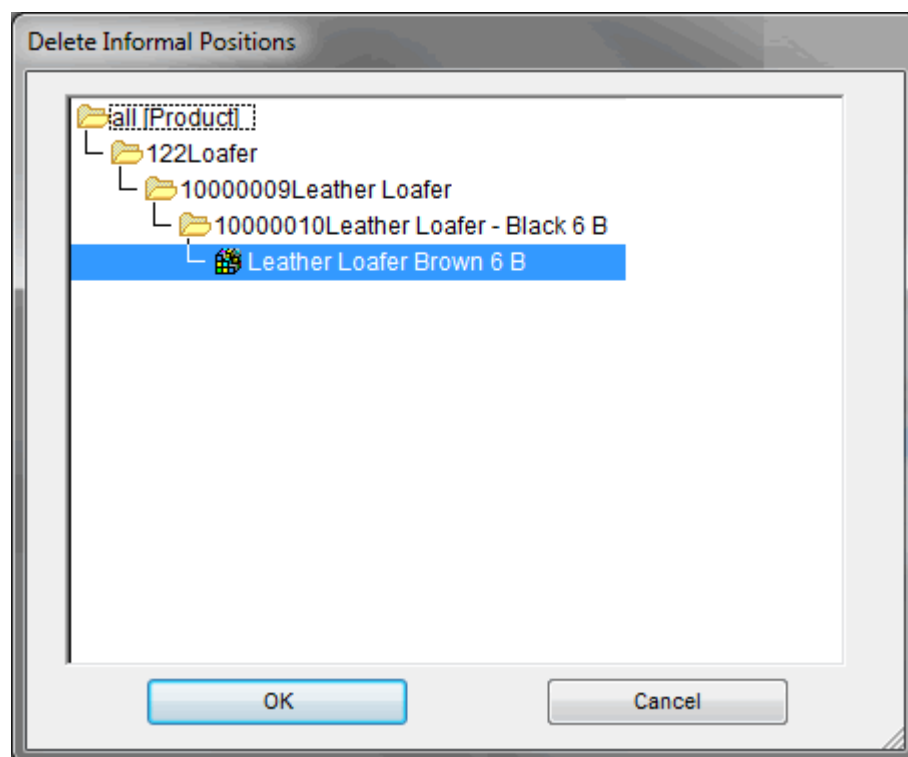 Delete Informal Positions
all [Product]
122Loafer
10000009Leather Loafer
10000010Leather Loafer - Black 6 B
Leather Loafer Brown 6 B
OK
Cancel